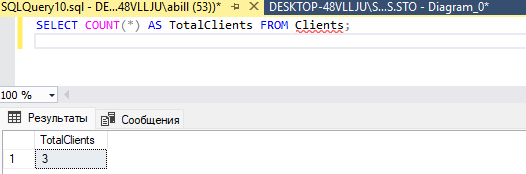 SQLQuery10.sql - DE...48VLLJU\abill (53))* DESKTOP-48VLLJU\S...S.STO - Diagram_0*
SELECT COUNT(*) AS TotalClients FROM Clients;
100 %
Результаты Сообщения
TotalClients
1 3